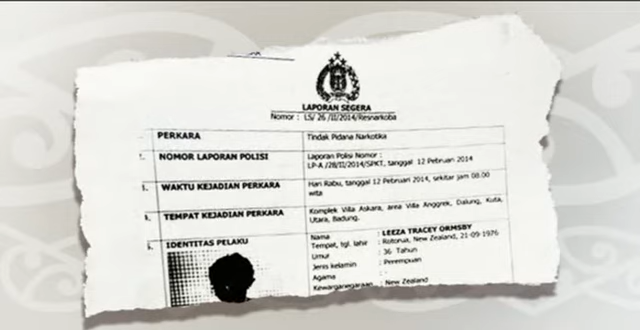 LAPORAN SEGERA
Nomor : LS/ 26 /II/2014/Resnarkoba
PERKARA
Tindak Pidana Narkotika
NOMOR LAPORAN POLISI
Laporan Polisi Nomor :
LP-A /28/II/2014/SPKT, tanggal 12 Pebruari 2014
WAKTU KEJADIAN PERKARA
Hari Rabu, tanggal 12 Pebruari 2014, sekitar jam 08.00
wita
TEMPAT KEJADIAN PERKARA
Komplek Villa Askara, area Villa Anggrek, Dalung, Kuta
Utara, Badung.
IDENTITAS PELAKU
Nama : LEEZA TRACEY ORMSBY
Tempat, tgl. lahir : Rotorua, New Zealand, 21-09-1976
Umur : 36 Tahun
Jenis kelamin : Perempuan
Agama : -
Kewarganegaraan : New Zealand